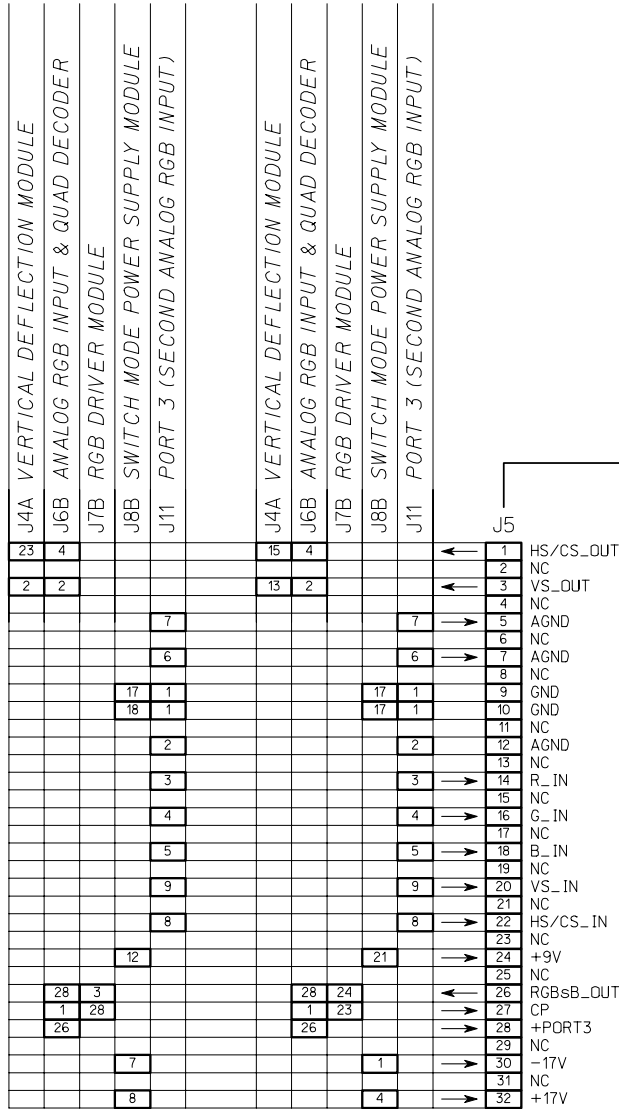 J4A VERTICAL DEFLECTION MODULE
J6B ANALOG RGB INPUT & QUAD DECODER
J7B RGB DRIVER MODULE
J8B SWITCH MODE POWER SUPPLY MODULE
J11 PORT 3 (SECOND ANALOG RGB INPUT)
J4A VERTICAL DEFLECTION MODULE
J6B ANALOG RGB INPUT & QUAD DECODER
J7B RGB DRIVER MODULE
J8B SWITCH MODE POWER SUPPLY MODULE
J11 PORT 3 (SECOND ANALOG RGB INPUT)
J5
23 4 15 4 1 HS/CS_OUT
2 NC
2 2 13 2 3 VS_OUT
4 NC
7 7 5 AGND
6 NC
6 6 7 AGND
8 NC
17 1 17 1 9 GND
18 1 17 1 10 GND
11 NC
2 2 12 AGND
13 NC
3 3 14 R_IN
15 NC
4 4 16 G_IN
17 NC
5 5 18 B_IN
19 NC
9 9 20 VS_IN
21 NC
8 8 22 HS/CS_IN
23 NC
12 21 24 +9V
25 NC
28 3 28 24 26 RGBsB_OUT
1 28 1 23 27 CP
26 26 28 +PORT3
29 NC
7 1 30 -17V
31 NC
8 4 32 +17V